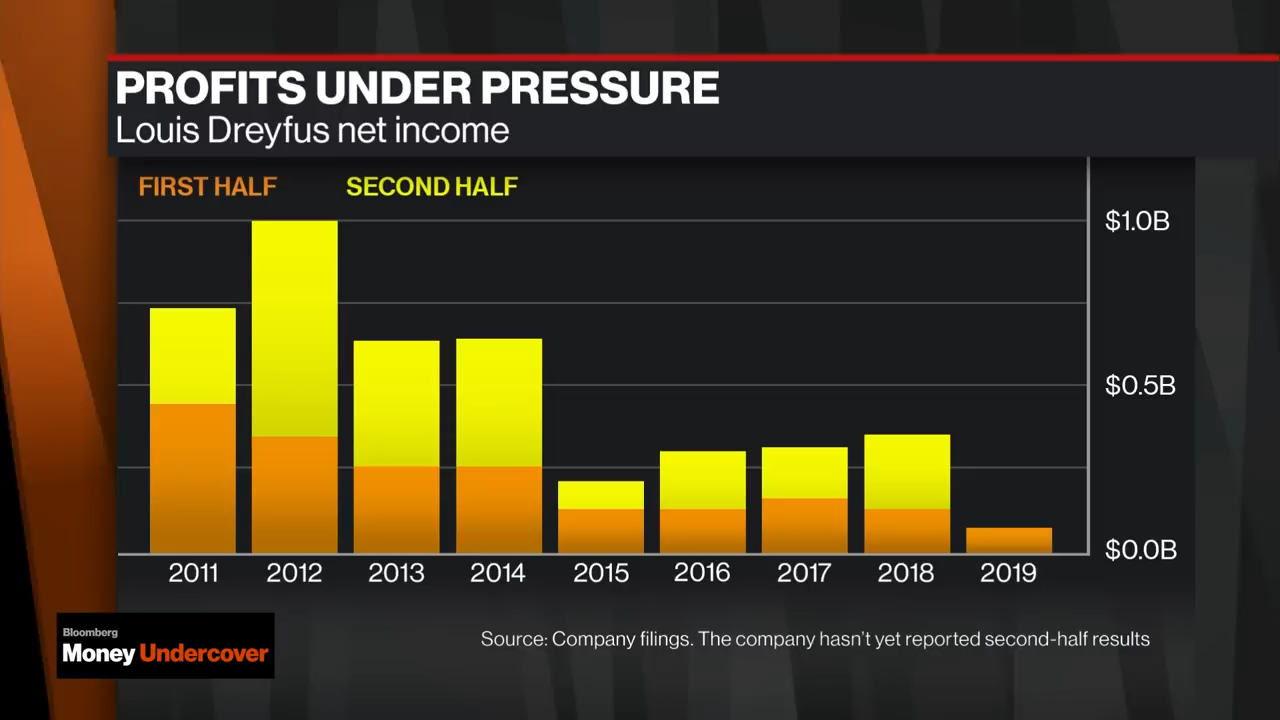 PROFITS UNDER PRESSURE
Louis Dreyfus net income
FIRST HALF SECOND HALF
$1.0B
$0.5B
$0.0B
2011 2012 2013 2014 2015 2016 2017 2018 2019
Source: Company filings. The company hasn't yet reported second-half results
Bloomberg
Money Undercover